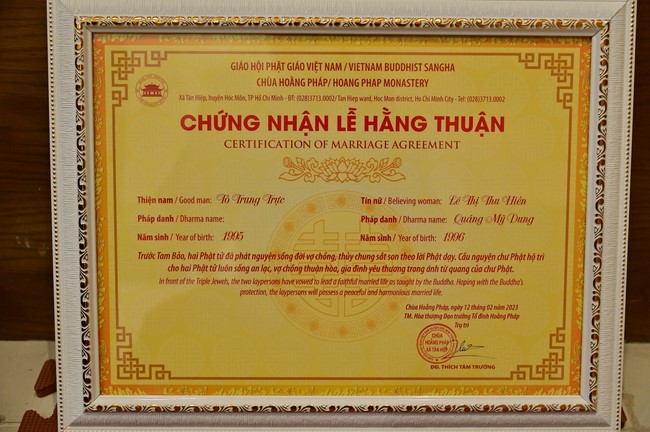 GIÁO HỘI PHẬT GIÁO VIỆT NAM / VIETNAM BUDDHIST SANGHA
CHÙA HOẰNG PHÁP/ HOANG PHAP MONASTERY
Xã Tân Hiệp, huyện Hóc Môn, TP Hồ Chí Minh - ĐT: (028)3713.0002/ Tan Hiep ward, Hoc Mon district, Ho Chi Minh City - Tel: (028)3713.0002
CHỨNG NHẬN LỄ HẰNG THUẬN
CERTIFICATION OF MARRIAGE AGREEMENT
Thiện nam / Good man: Tô Trung Trực
Tín nữ / Believing woman: Lê Thị Thu Hiền
Pháp danh / Dharma name:
Pháp danh / Dharma name: Quảng Mỹ Dung
Năm sinh / Year of birth: 1995
Năm sinh / Year of birth: 1996
Trước Tam Bảo, hai Phật tử đã phát nguyện sống đời vợ chồng, thủy chung sắt son theo lời Phật dạy. Cầu nguyện chư Phật hộ trì
cho hai Phật tử luôn sống an lạc, vợ chồng thuận hòa, gia đình yêu thương trong ánh từ quang của chư Phật.
In front of the Triple Jewels, the two laypersons have vowed to lead a faithful married life as taught by the Buddha. Hoping with the Buddha's
protection, the laypersons will possess a peaceful and harmonious married life.
Chùa Hoằng Pháp, ngày 12 tháng 02 năm 2023
TM. Hòa thượng Đạo trưởng Tổ đình Hoằng Pháp
Trụ trì
CHÙA
HOẰNG PHÁP
XÃ TÂN HIỆP
ĐĐ. THÍCH TÂM TRƯỜNG